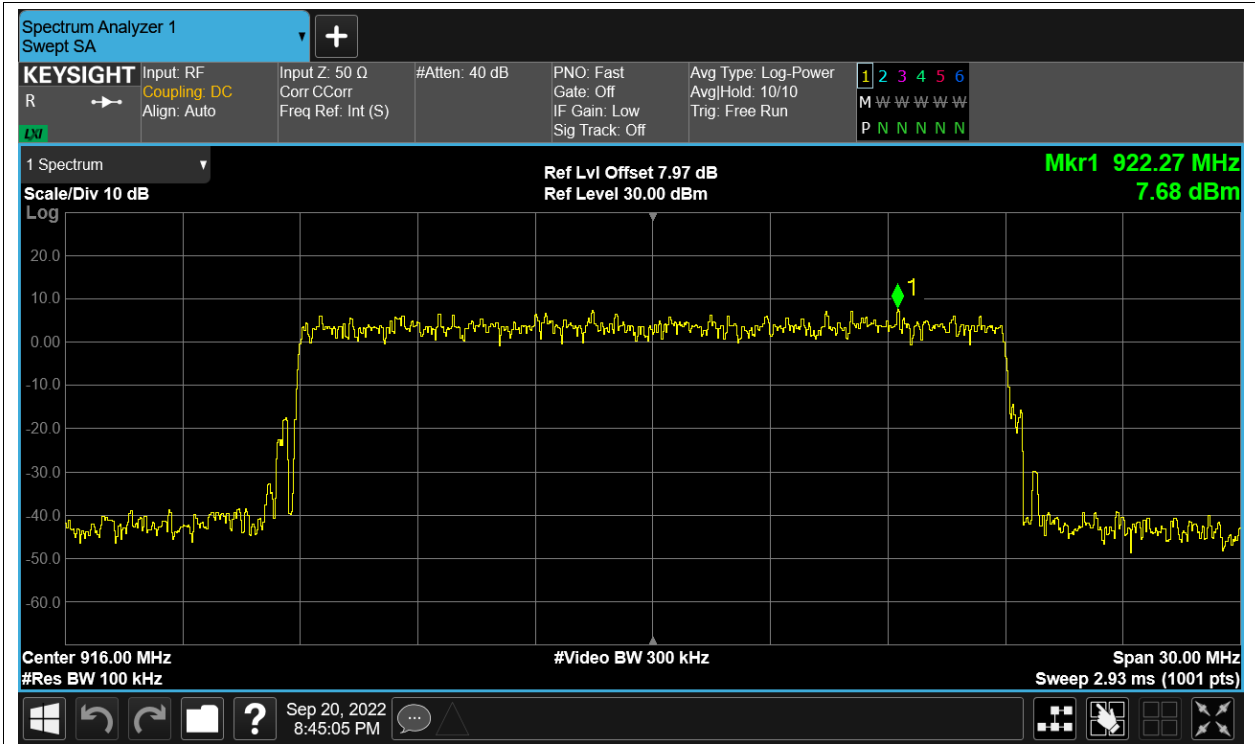 Spectrum Analyzer 1
Swept SA
KEYSIGHT
R
LXI
Input: RF
Coupling: DC
Align: Auto
Input Z: 50 Ω
Corr CCorr
Freq Ref: Int (S)
#Atten: 40 dB
PNO: Fast
Gate: Off
IF Gain: Low
Sig Track: Off
Avg Type: Log-Power
Avg|Hold: 10/10
Trig: Free Run
1 2 3 4 5 6
M W W W W W
P N N N N N
1 Spectrum
Scale/Div 10 dB
Log
Ref Lvl Offset 7.97 dB
Ref Level 30.00 dBm
Mkr1 922.27 MHz
7.68 dBm
20.0
10.0
1
0.00
-10.0
-20.0
-30.0
-40.0
-50.0
-60.0
Center 916.00 MHz
#Video BW 300 kHz
Span 30.00 MHz
#Res BW 100 kHz
Sweep 2.93 ms (1001 pts)
?
Sep 20, 2022
8:45:05 PM